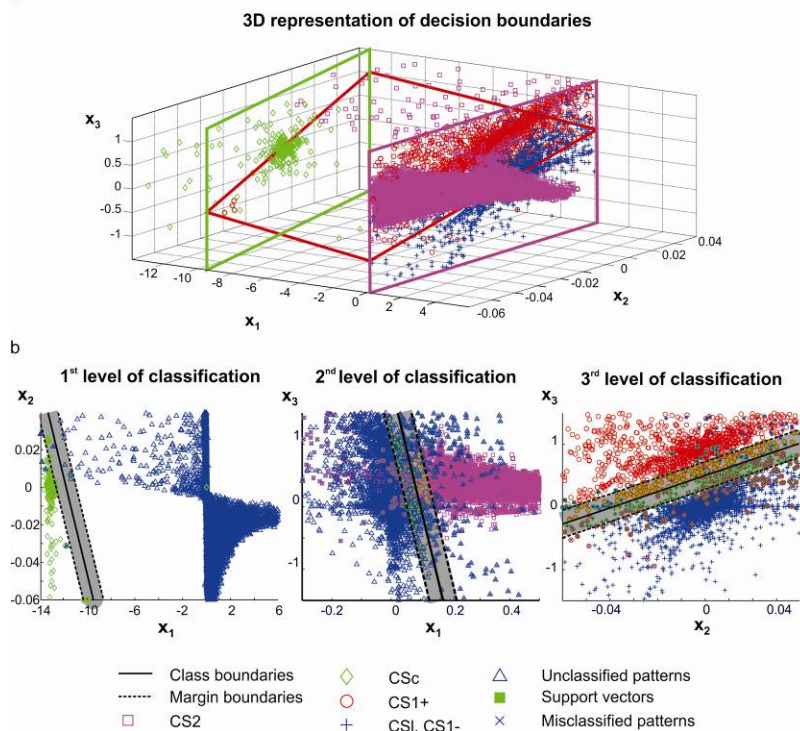 3D representation of decision boundaries
x3
1
0.5
0
-0.5
-1
-12
-10
-8
-6
-4
-2
0
2
4
x1
-0.06
-0.04
-0.02
0
0.02
0.04
x2
b
1st level of classification
x2
0.02
0
-0.02
-0.04
-0.06
-14
-12
-10
-6
-2
2
6
x1
2nd level of classification
x3
1
0
-1
-0.2
0
0.2
0.4
x1
3rd level of classification
x3
1
0
-1
-0.04
0
0.04
x2
Class boundaries
Margin boundaries
CS2
CSc
CS1+
CSl, CS1-
Unclassified patterns
Support vectors
Misclassified patterns